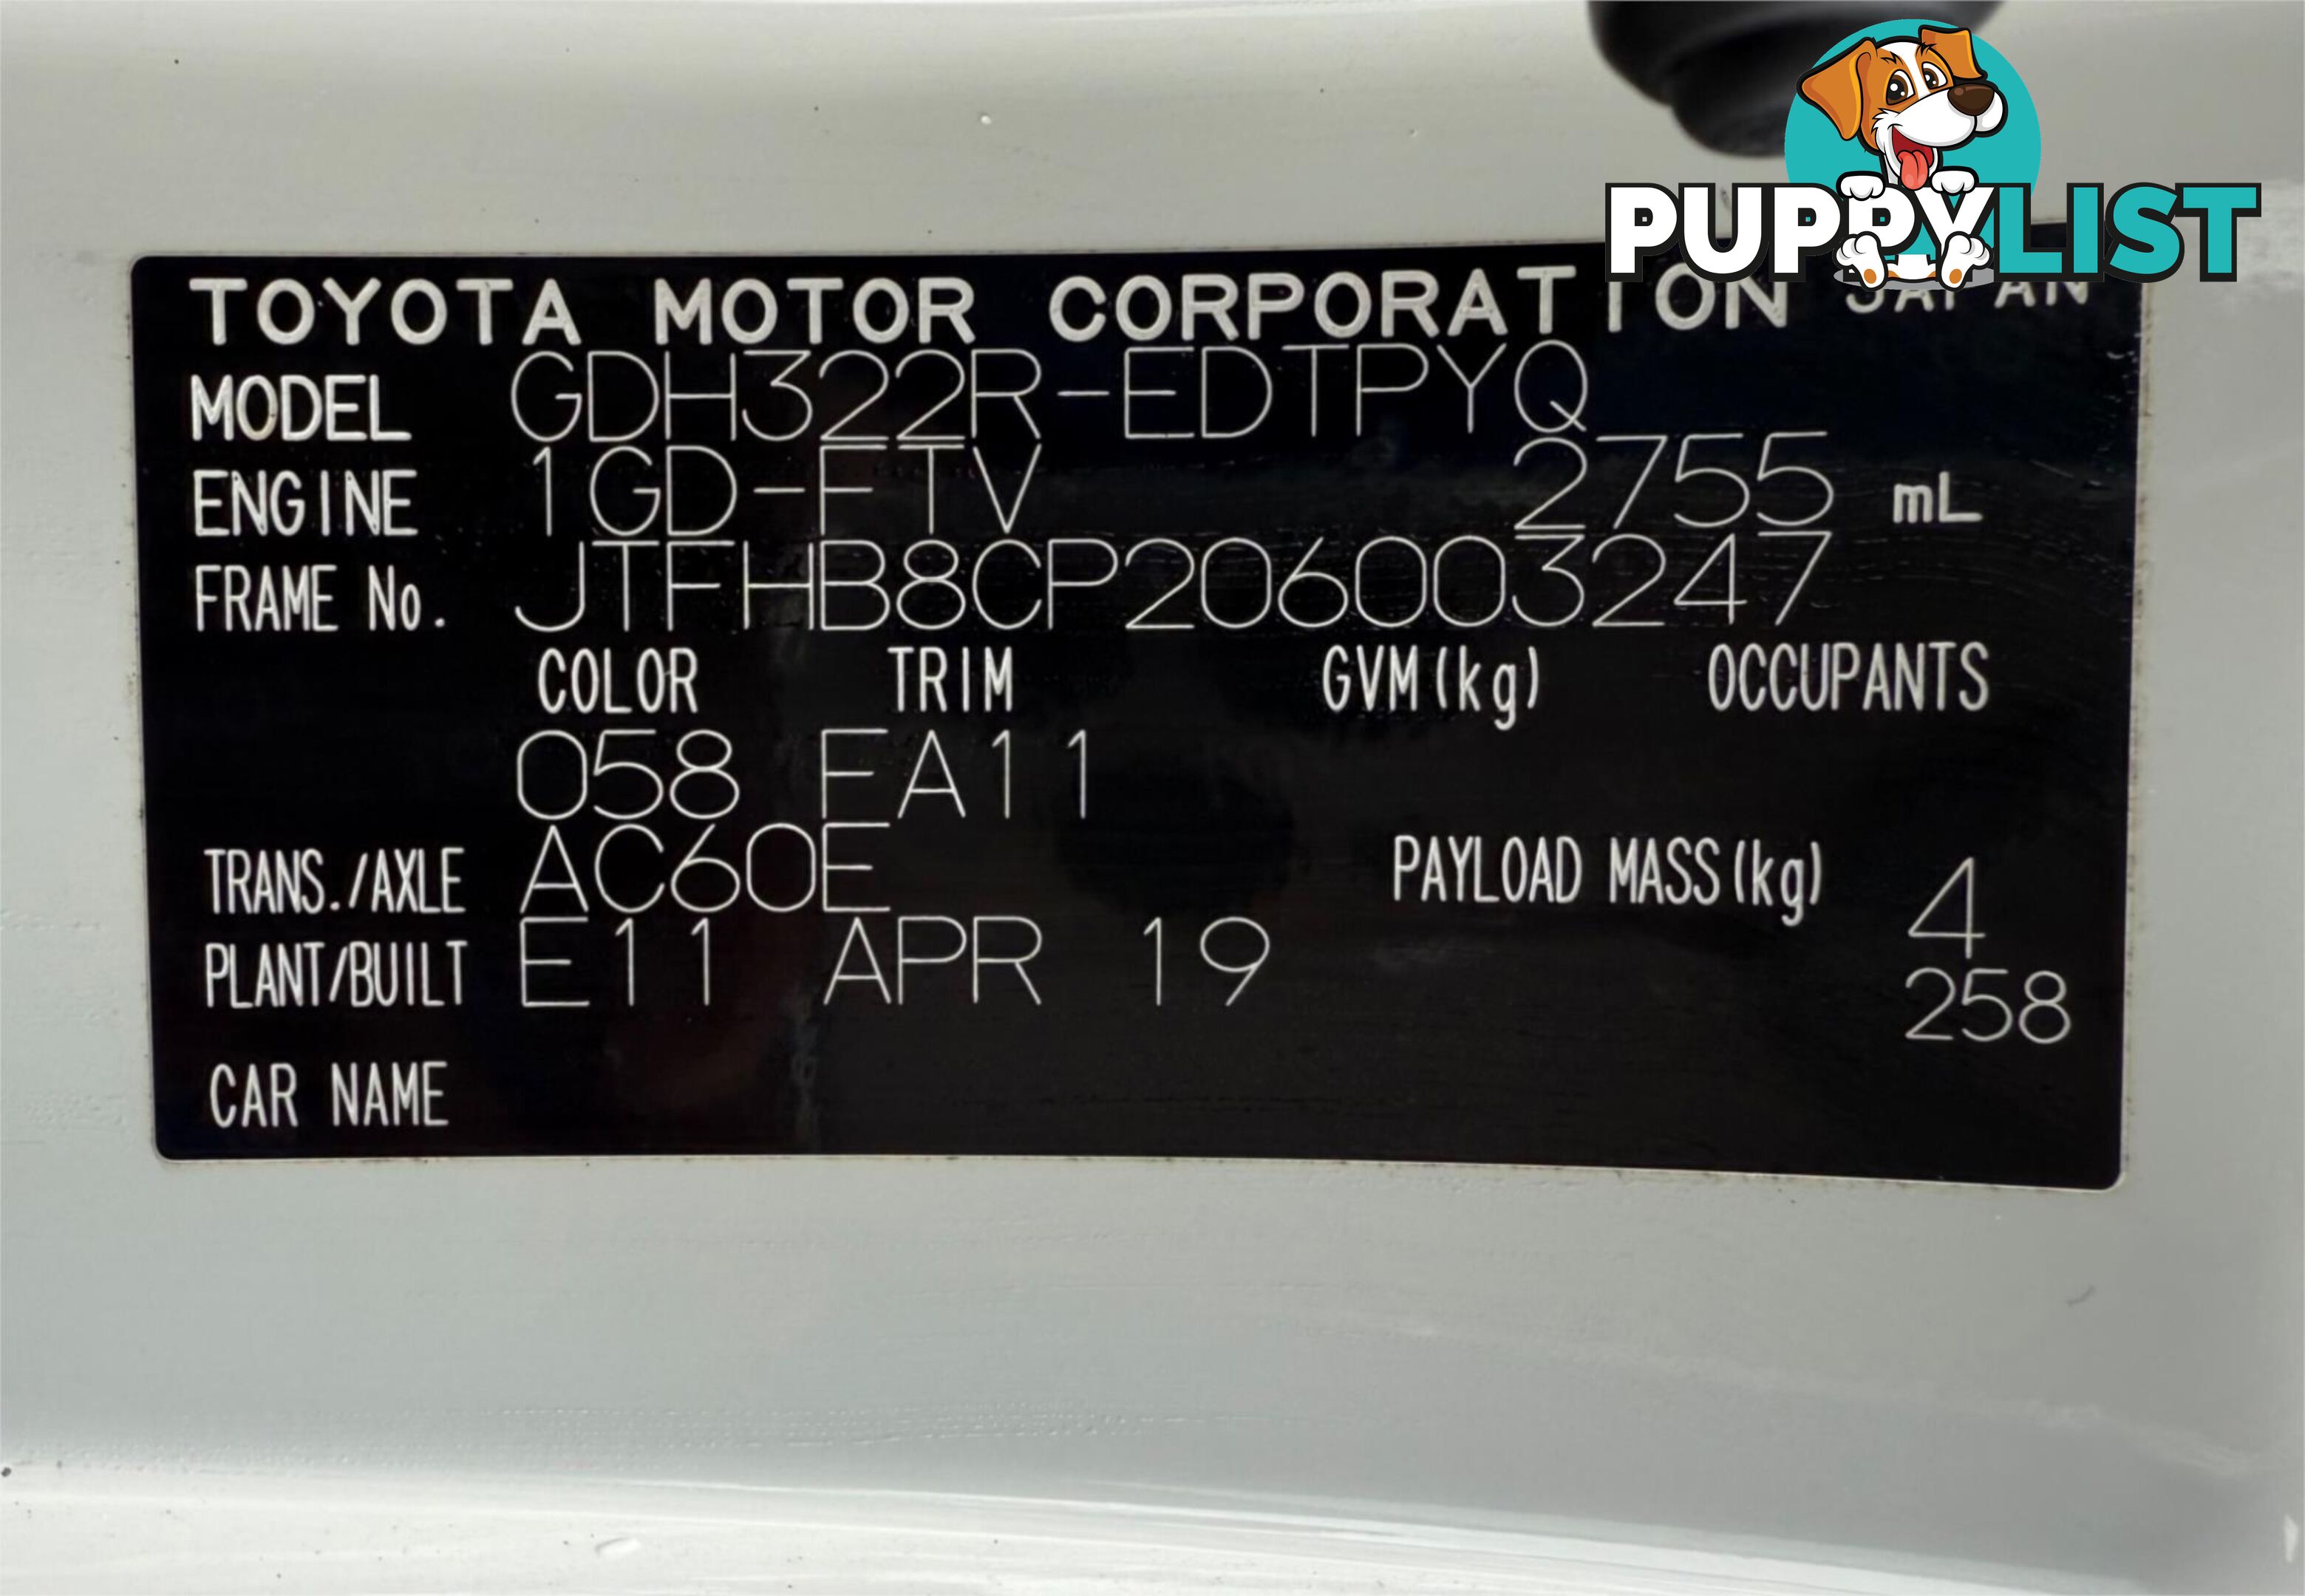 PUPPYLIST
TOYOTA MOTOR CORPORATION JAPAN
MODEL GDH322R-EDTPYQ
ENGINE 1GD-FTV 2755 mL
FRAME No. JTFHB8CP206003247
COLOR TRIM GVM(kg) OCCUPANTS
058 FA11
TRANS./AXLE AC60E PAYLOAD MASS(kg) 4
PLANT/BUILT E11 APR 19 258
CAR NAME